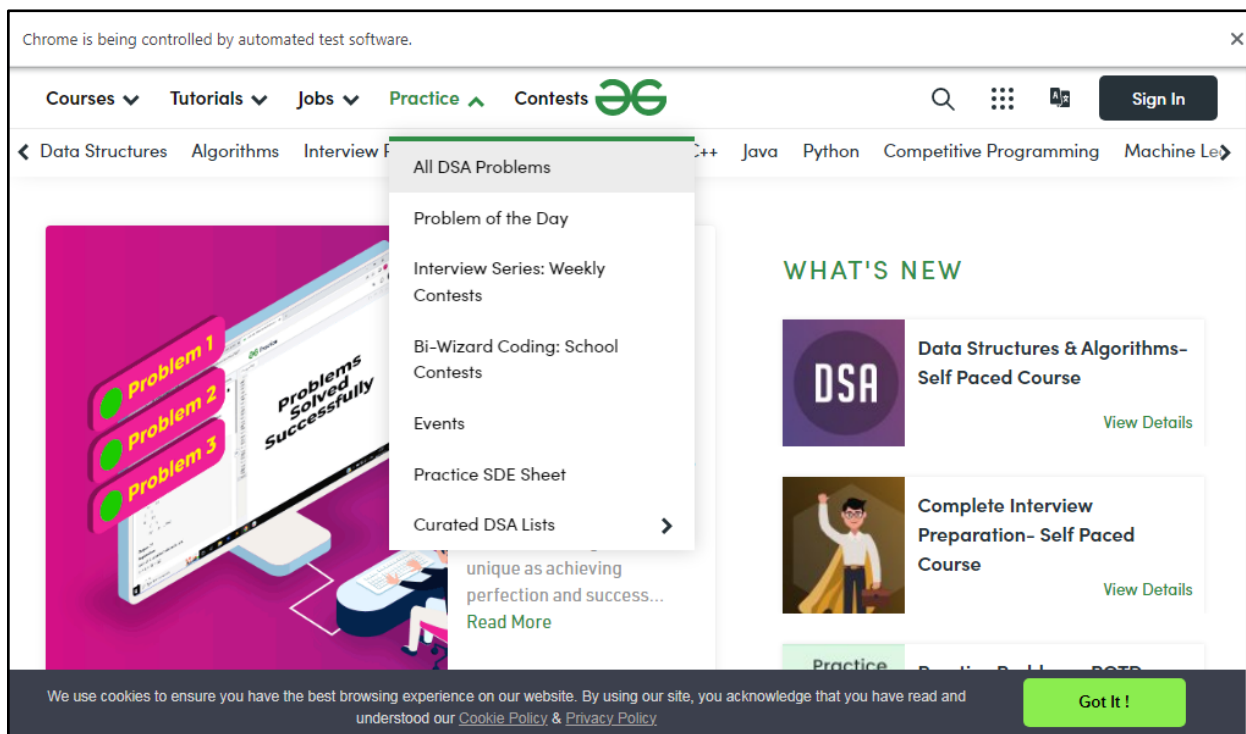 Chrome is being controlled by automated test software.
Courses Tutorials Jobs Practice Contests Sign In
Data Structures Algorithms Interview C++ Java Python Competitive Programming Machine
All DSA Problems
Problem of the Day
Interview Series: Weekly
Contests
Bi-Wizard Coding: School
Contests
Events
Practice SDE Sheet
Curated DSA Lists
Problem 1
Problem 2
Problem 3
Practice
Problems
Solved
Successfully
unique as achieving
perfection and success...
Read More
WHAT'S NEW
DSA
Data Structures & Algorithms-
Self Paced Course
View Details
Complete Interview
Preparation- Self Paced
Course
View Details
Practice
We use cookies to ensure you have the best browsing experience on our website. By using our site, you acknowledge that you have read and
understood our Cookie Policy & Privacy Policy
Got It !